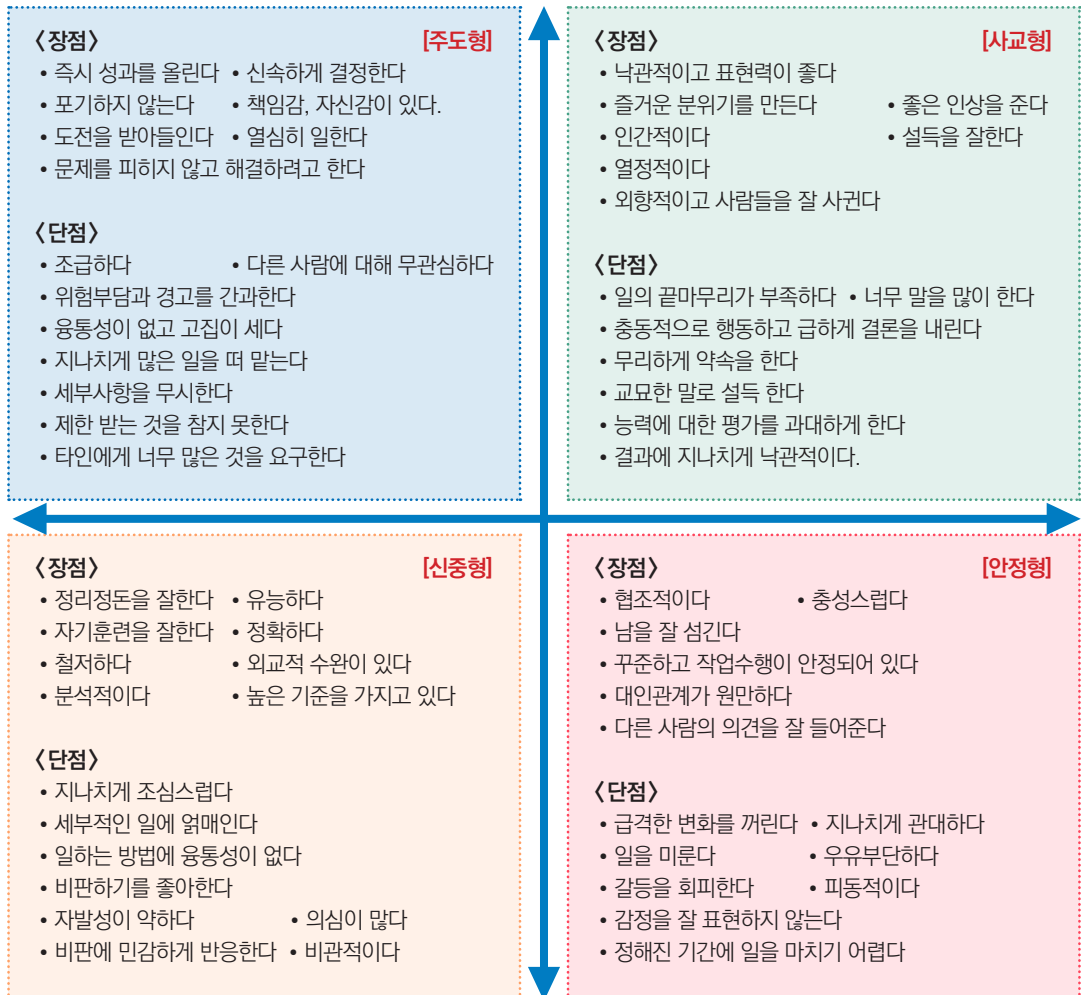 〈장점〉 [주도형]
• 즉시 성과를 올린다 • 신속하게 결정한다
• 포기하지 않는다 • 책임감, 자신감이 있다.
• 도전을 받아들인다 • 열심히 일한다
• 문제를 피히지 않고 해결하려고 한다
〈단점〉
• 조급하다 • 다른 사람에 대해 무관심하다
• 위험부담과 경고를 간과한다
• 융통성이 없고 고집이 세다
• 지나치게 많은 일을 떠 맡는다
• 세부사항을 무시한다
• 제한 받는 것을 참지 못한다
• 타인에게 너무 많은 것을 요구한다
〈장점〉 [사교형]
• 낙관적이고 표현력이 좋다
• 즐거운 분위기를 만든다 • 좋은 인상을 준다
• 인간적이다 • 설득을 잘한다
• 열정적이다
• 외향적이고 사람들을 잘 사귄다
〈단점〉
• 일의 끝마무리가 부족하다 • 너무 말을 많이 한다
• 충동적으로 행동하고 급하게 결론을 내린다
• 무리하게 약속을 한다
• 교묘한 말로 설득 한다
• 능력에 대한 평가를 과대하게 한다
• 결과에 지나치게 낙관적이다.
〈장점〉 [신중형]
• 정리정돈을 잘한다 • 유능하다
• 자기훈련을 잘한다 • 정확하다
• 철저하다 • 외교적 수완이 있다
• 분석적이다 • 높은 기준을 가지고 있다
〈단점〉
• 지나치게 조심스럽다
• 세부적인 일에 얽매인다
• 일하는 방법에 융통성이 없다
• 비판하기를 좋아한다
• 자발성이 약하다 • 의심이 많다
• 비판에 민감하게 반응한다 • 비관적이다
〈장점〉 [안정형]
• 협조적이다 • 충성스럽다
• 남을 잘 섬긴다
• 꾸준하고 작업수행이 안정되어 있다
• 대인관계가 원만하다
• 다른 사람의 의견을 잘 들어준다
〈단점〉
• 급격한 변화를 꺼린다 • 지나치게 관대하다
• 일을 미룬다 • 우유부단하다
• 갈등을 회피한다 • 피동적이다
• 감정을 잘 표현하지 않는다
• 정해진 기간에 일을 마치기 어렵다